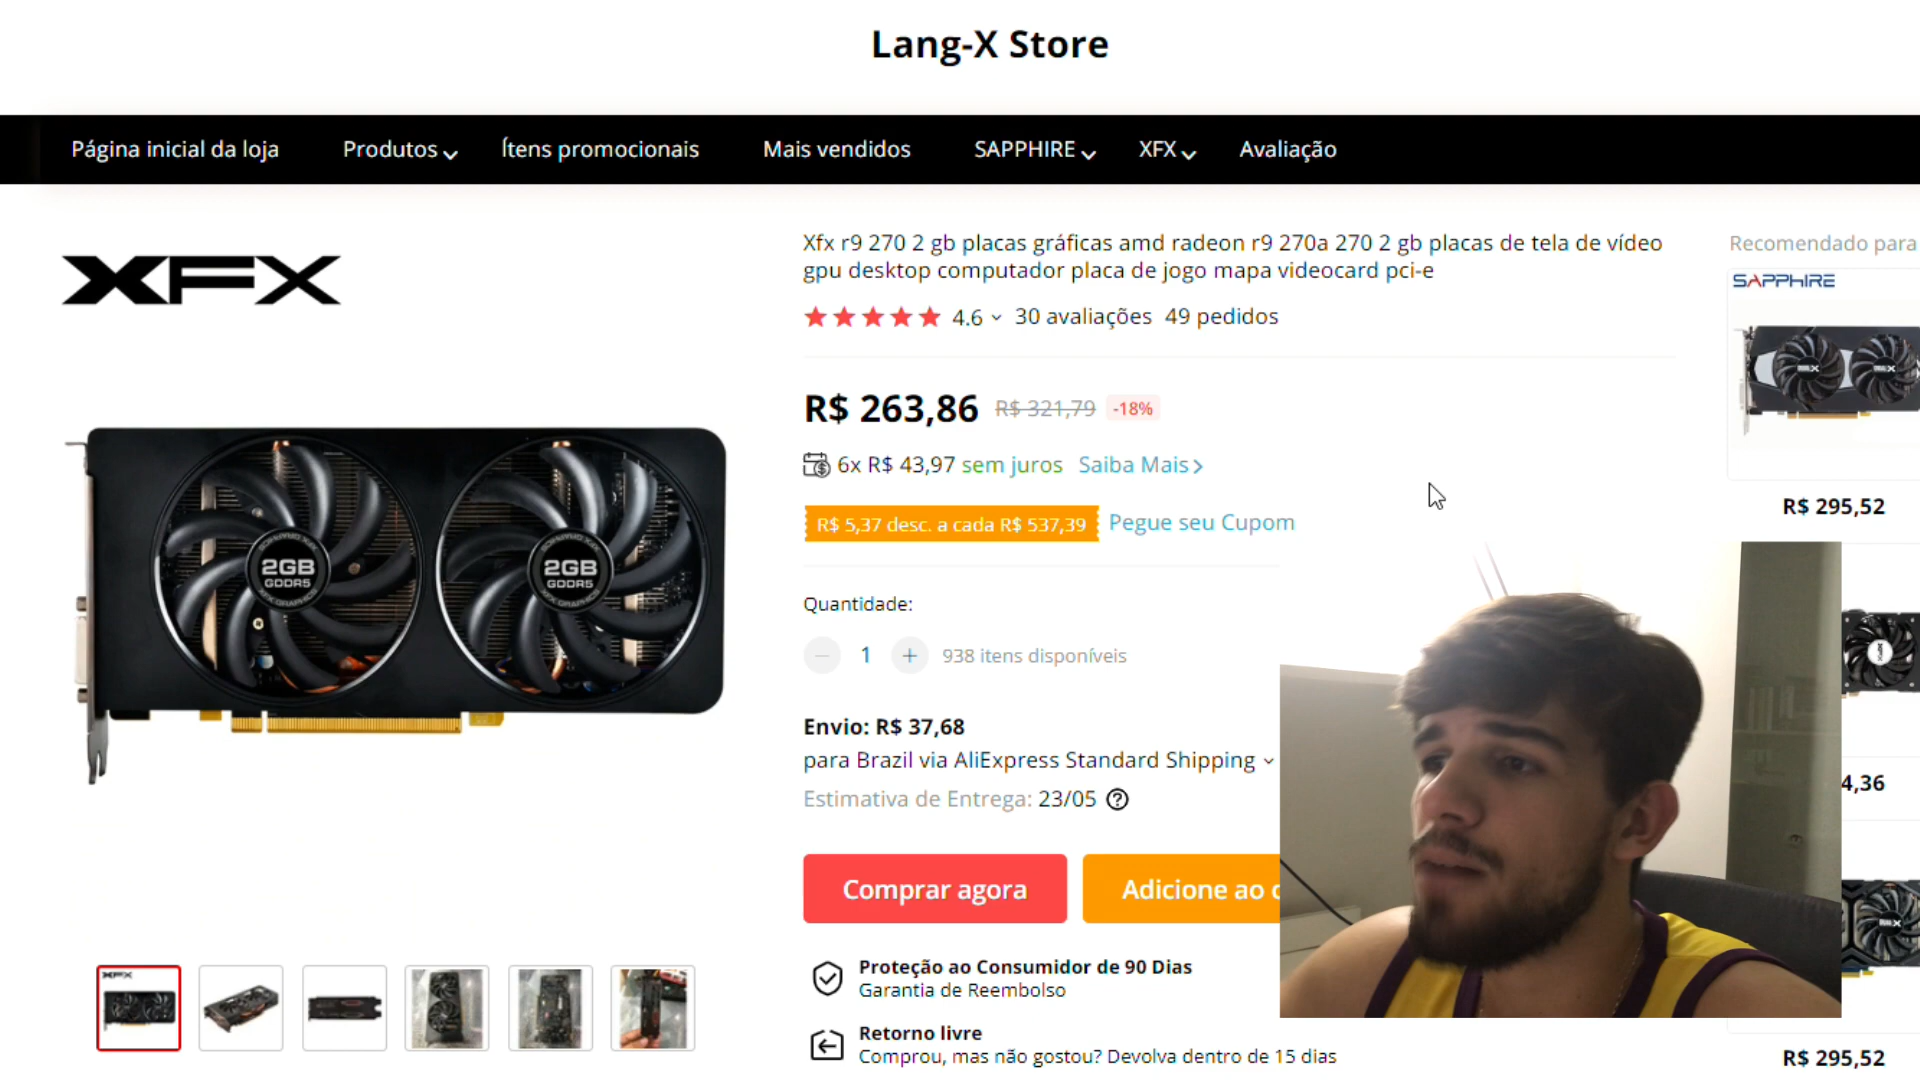 Lang-X Store
Página inicial da loja Produtos Ítens promocionais Mais vendidos SAPPHIRE XFX Avaliação
XFX
Xfx r9 270 2 gb placas gráficas amd radeon r9 270a 270 2 gb placas de tela de vídeo
gpu desktop computador placa de jogo mapa videocard pci-e
4.6 30 avaliações 49 pedidos
R$ 263,86 R$ 321,79 -18%
6x R$ 43,97 sem juros Saiba Mais
R$ 5,37 desc. a cada R$ 537,39 Pegue seu Cupom
Quantidade:
1 938 itens disponíveis
Envio: R$ 37,68
para Brazil via AliExpress Standard Shipping
Estimativa de Entrega: 23/05
Comprar agora Adicione ao
Proteção ao Consumidor de 90 Dias
Garantia de Reembolso
Retorno livre
Comprou, mas não gostou? Devolva dentro de 15 dias
2GB
GDDR5
2GB
GDDR5
XFX
Recomendado para
SAPPHIRE
R$ 295,52
4,36
R$ 295,52